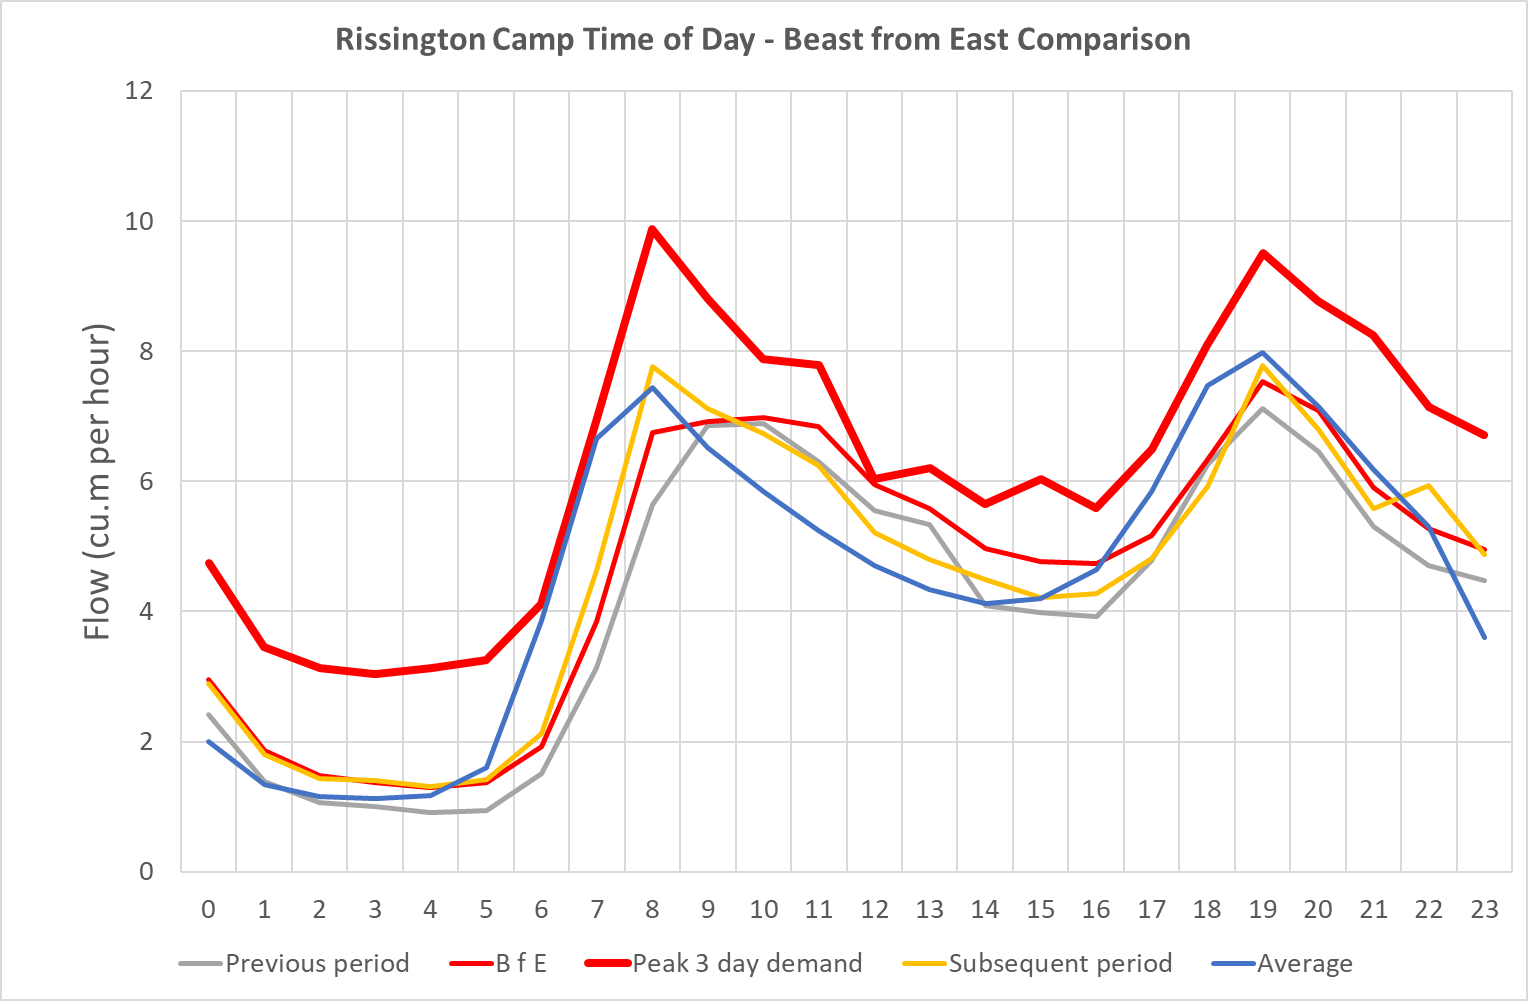 Rissington Camp Time of Day - Beast from East Comparison
12
10
8
6
4
2
0
Flow (cu.m per hour)
0 1 2 3 4 5 6 7 8 9 10 11 12 13 14 15 16 17 18 19 20 21 22 23
Previous period B f E Peak 3 day demand Subsequent period Average